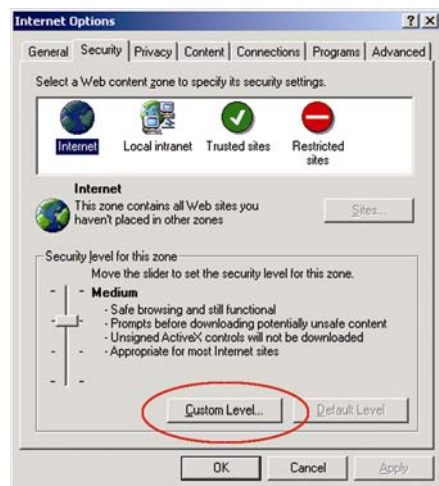 Internet Options
? X
General Security Privacy Content Connections Programs Advanced
Select a Web content zone to specify its security settings.
Internet Local intranet Trusted sites Restricted sites
Internet
This zone contains all Web sites you
haven't placed in other zones
Sites...
Security level for this zone
Move the slider to set the security level for this zone.
Medium
- Safe browsing and still functional
- Prompts before downloading potentially unsafe content
- Unsigned ActiveX controls will not be downloaded
- Appropriate for most Internet sites
Custom Level... Default Level
OK Cancel Apply